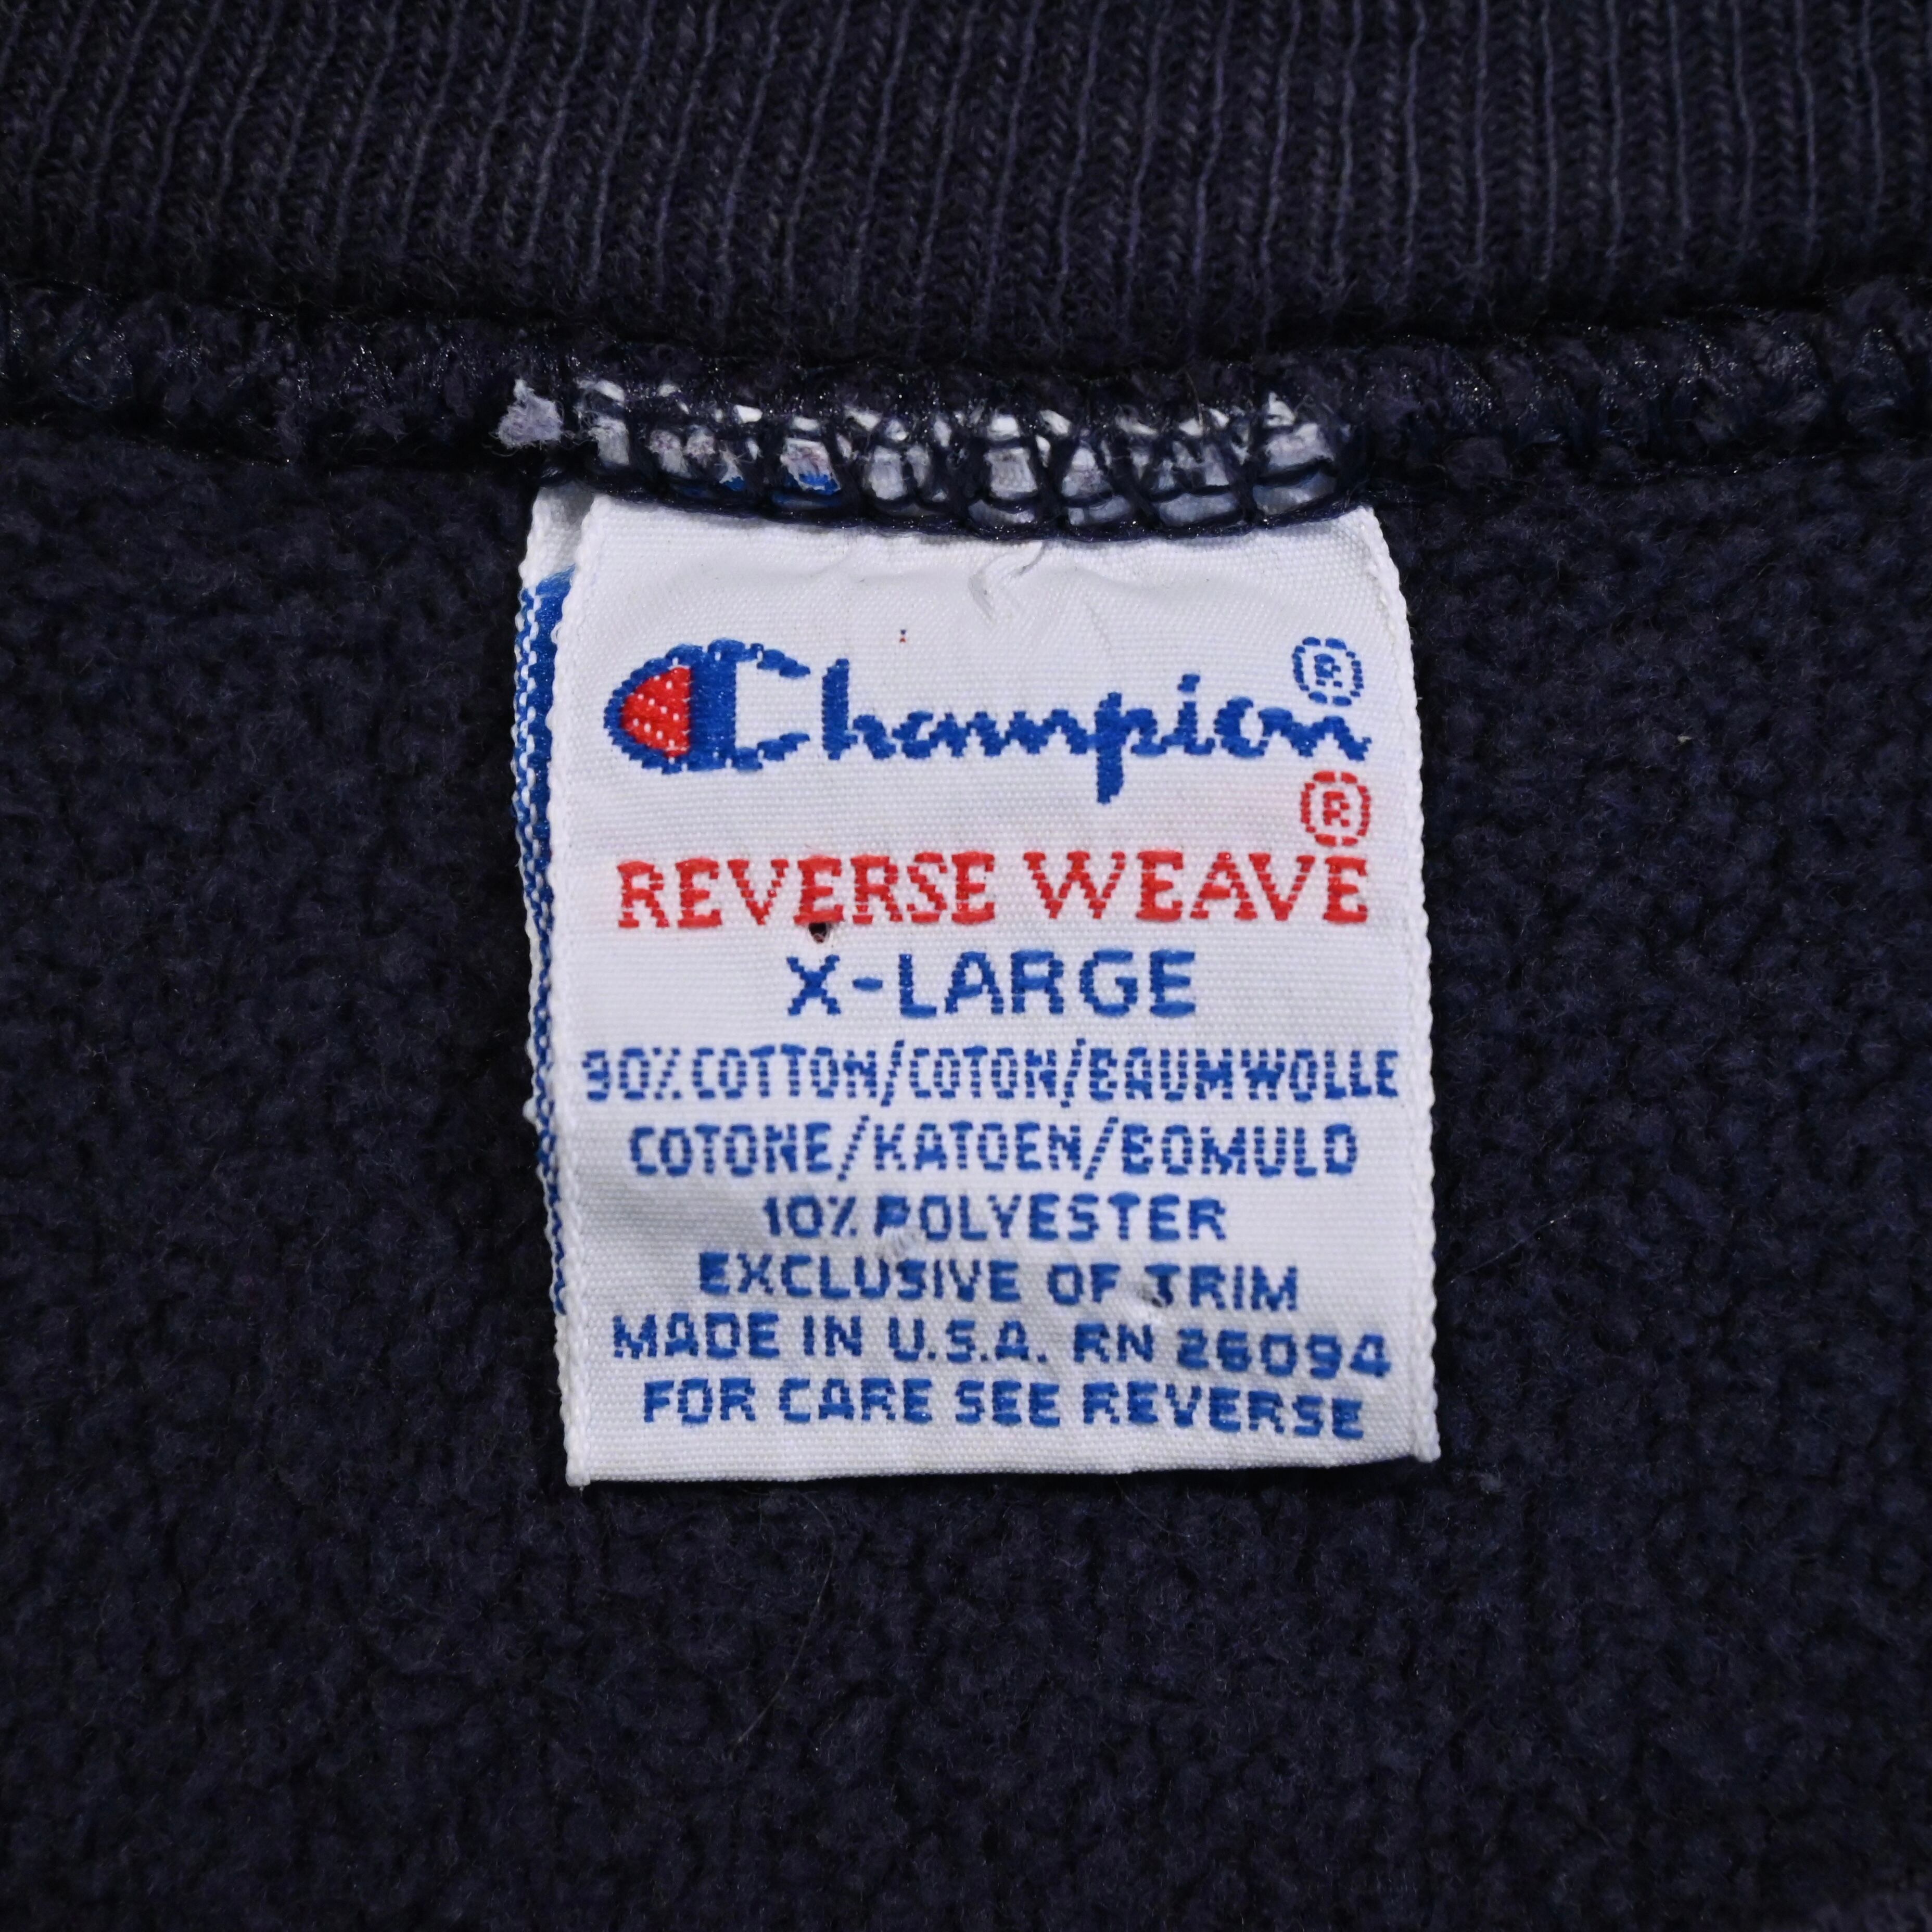 Champion®
REVERSE WEAVE®
X-LARGE
90% COTTON/COTON/BAUMWOLLE
COTONE/KATOEN/BOMULD
10% POLYESTER
EXCLUSIVE OF TRIM
MADE IN U.S.A. RN 26094
FOR CARE SEE REVERSE